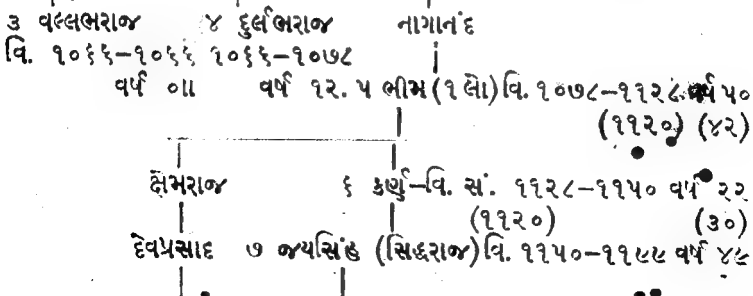 ૩ વલ્લભરાજ ૪ દુર્લભરાજ નાગાનંદ
વિ. ૧૦૬૬–૧૦૬૬ ૧૦૬૬–૧૦૭૮
વર્ષ ૦ાા વર્ષ ૧૨. ૫ ભીમ (૧ લો) વિ. ૧૦૭૮–૧૧૨૮ વર્ષ ૫૦
(૧૧૨૦) (૪૨)
ક્ષેમરાજ ૬ કર્ણ–વિ. સં. ૧૧૨૮–૧૧૫૦ વર્ષ ૨૨
(૧૧૨૦) (૩૦)
દેવપ્રસાદ ૭ જયસિંહ (સિદ્ધરાજ) વિ. ૧૧૫૦–૧૧૯૯ વર્ષ ૪૯